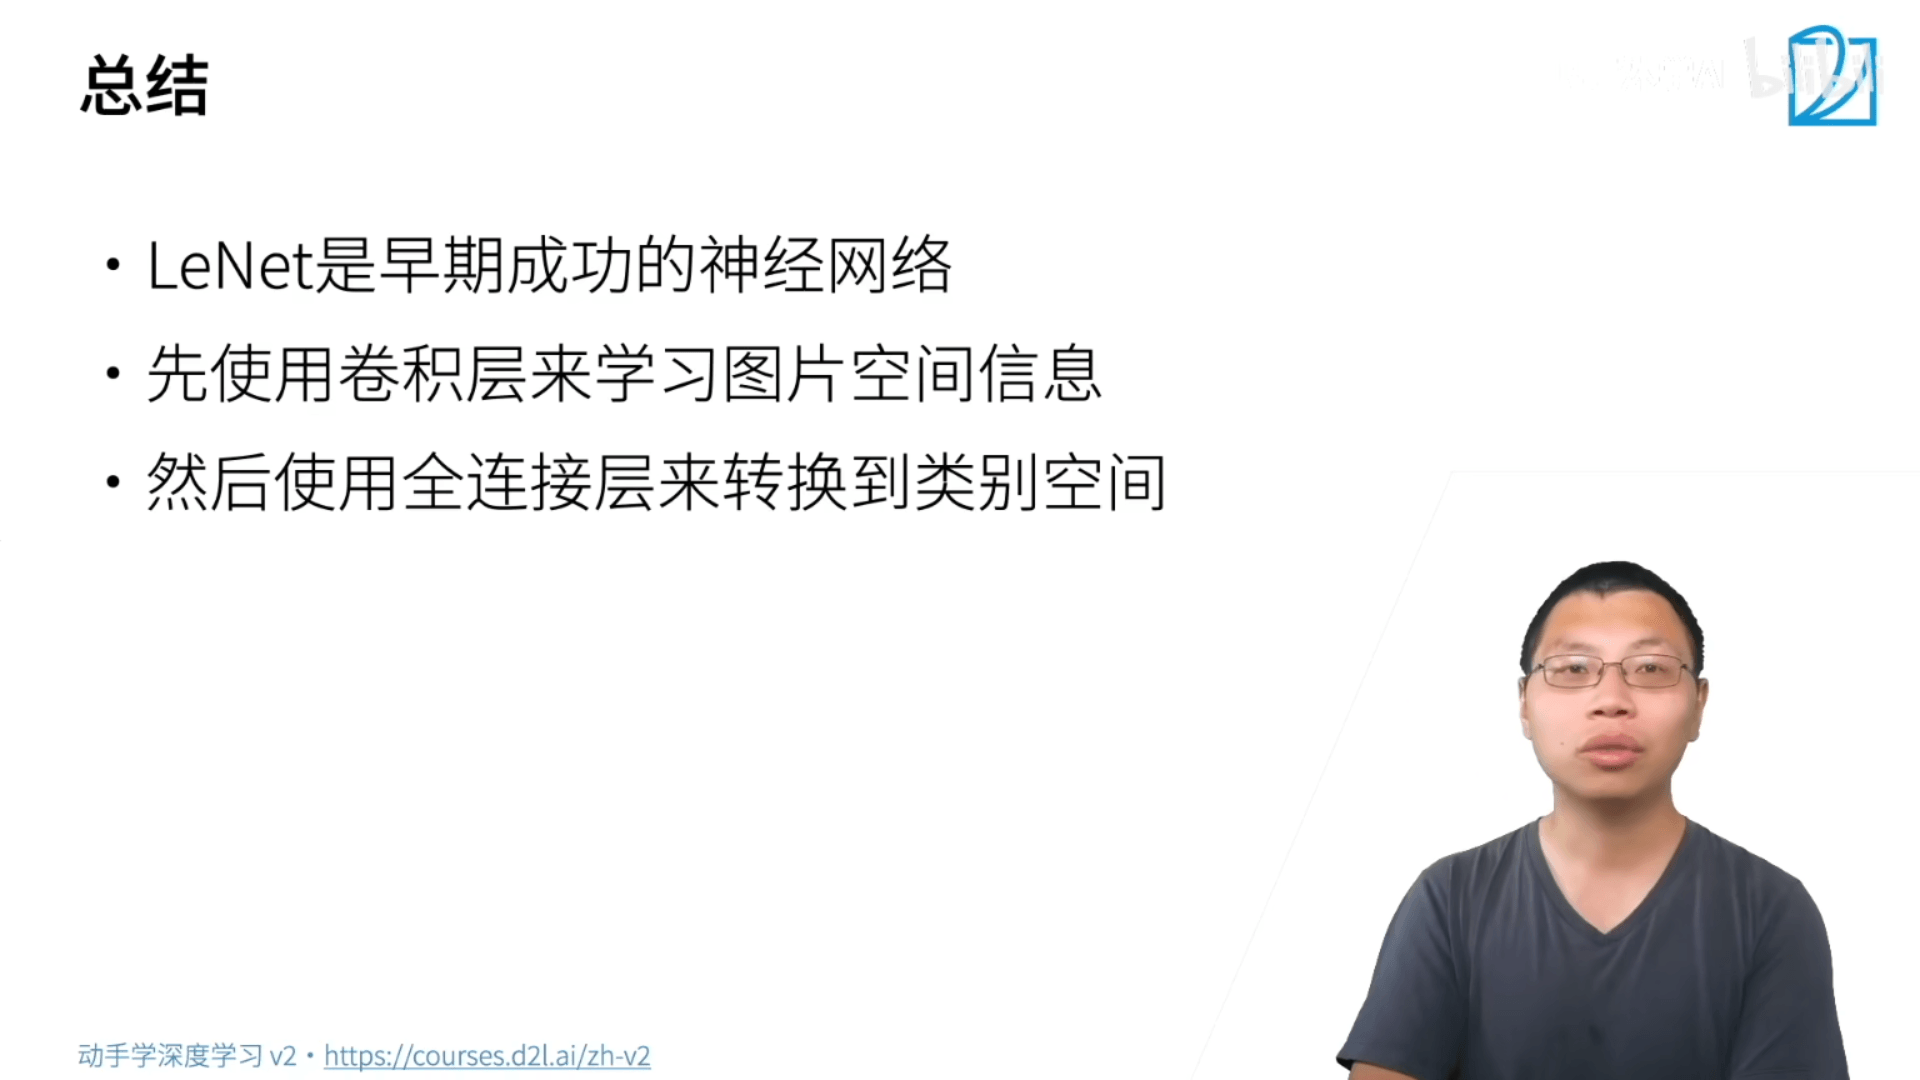 总结
bilibili
• LeNet是早期成功的神经网络
• 先使用卷积层来学习图片空间信息
• 然后使用全连接层来转换到类别空间
动手学深度学习 v2 • https://courses.d2l.ai/zh-v2